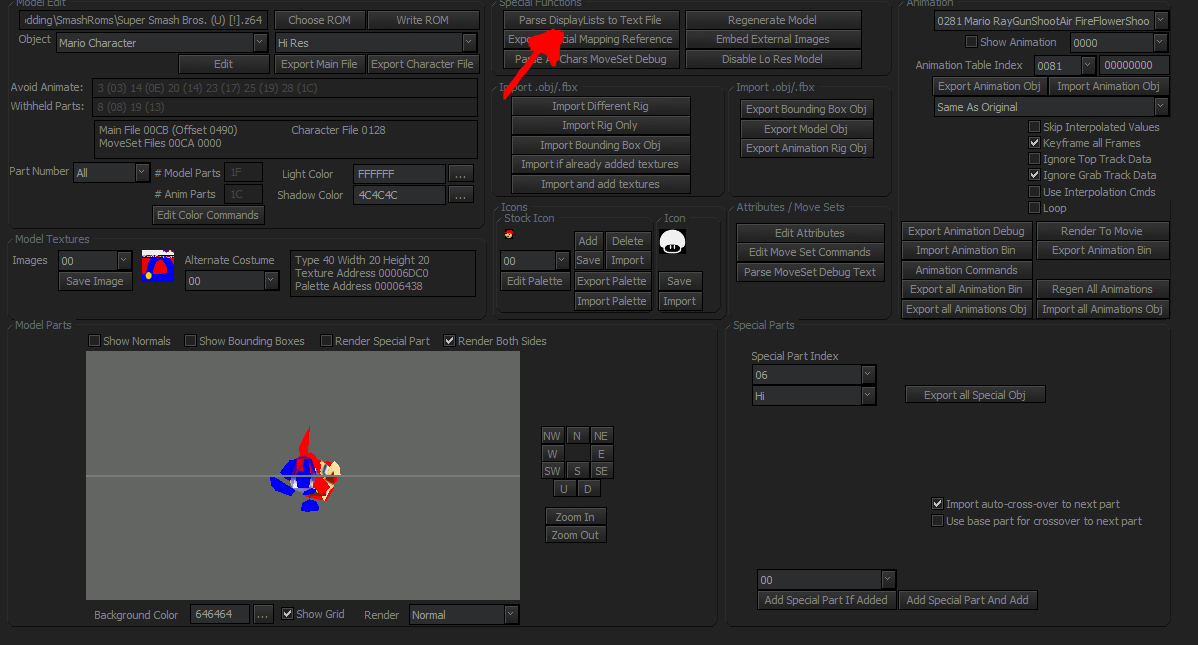 Model Edit
dding\SmashRoms\Super Smash Bros. (U) [!].z64
Choose ROM
Write ROM
Object
Mario Character
Hi Res
Edit
Export Main File
Export Character File
Avoid Animate:
3 (03) 14 (0E) 20 (14) 23 (17) 25 (19) 28 (1C)
Withheld Parts:
8 (08) 19 (13)
Main File 00CB (Offset 0490)
Character File 0128
MoveSet Files 00CA 0000
Part Number
All
# Model Parts
1F
Light Color
FFFFFF
...
# Anim Parts
1C
Shadow Color
4C4C4C
...
Edit Color Commands
Special Functions
Parse DisplayLists to Text File
Regenerate Model
Mapping Reference
Embed External Images
Chars MoveSet Debug
Disable Lo Res Model
Import .obj/.fbx
Import Different Rig
Import Rig Only
Import Bounding Box Obj
Import if already added textures
Import and add textures
Import .obj/.fbx
Export Bounding Box Obj
Export Model Obj
Export Animation Rig Obj
Animation
0281 Mario RayGunShootAir FireFlowerShoo
Show Animation
0000
Animation Table Index
0081
00000000
Export Animation Obj
Import Animation Obj
Same As Original
Skip Interpolated Values
Keyframe all Frames
Ignore Top Track Data
Ignore Grab Track Data
Use Interpolation Cmds
Loop
Export Animation Debug
Render To Movie
Import Animation Bin
Export Animation Bin
Animation Commands
Export all Animation Bin
Regen All Animations
Export all Animations Obj
Import all Animations Obj
Model Textures
Images
00
Save Image
Alternate Costume
00
Type 40 Width 20 Height 20
Texture Address 00006DC0
Palette Address 00006438
Icons
Stock Icon
Add
Delete
00
Save
Import
Edit Palette
Export Palette
Import Palette
Icon
Save
Import
Attributes / Move Sets
Edit Attributes
Edit Move Set Commands
Parse MoveSet Debug Text
Model Parts
Show Normals
Show Bounding Boxes
Render Special Part
Render Both Sides
NW
N
NE
W
E
SW
S
SE
U
D
Zoom In
Zoom Out
Background Color
646464
...
Show Grid
Render
Normal
Special Parts
Special Part Index
06
Hi
Export all Special Obj
Import auto-cross-over to next part
Use base part for crossover to next part
00
Add Special Part If Added
Add Special Part And Add